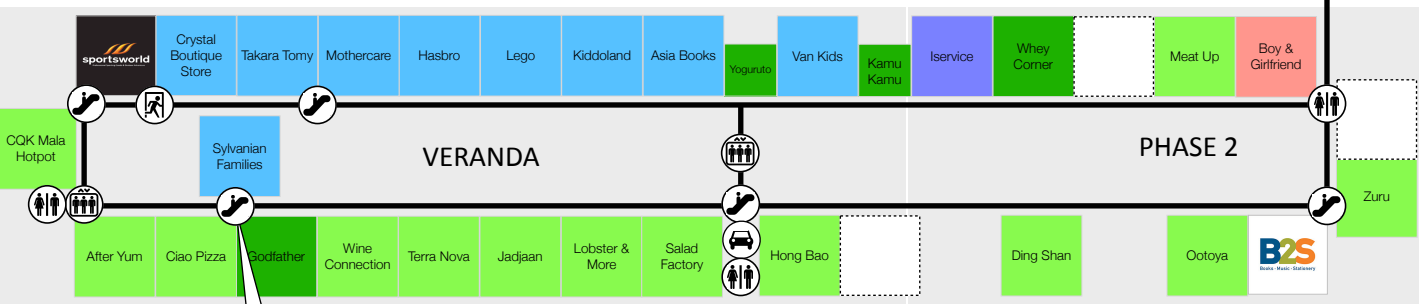 sportsworld
Crystal
Boutique
Store
Takara Tomy
Mothercare
Hasbro
Lego
Kiddoland
Asia Books
Yoguruto
Van Kids
Kamu
Kamu
Iservice
Whey
Corner
Meat Up
Boy &
Girlfriend
CQK Mala
Hotpot
Sylvanian
Families
VERANDA
PHASE 2
Zuru
After Yum
Ciao Pizza
Godfather
Wine
Connection
Terra Nova
Jadjaan
Lobster &
More
Salad
Factory
Hong Bao
Ding Shan
Ootoya
B2S
Books - Music - Stationery